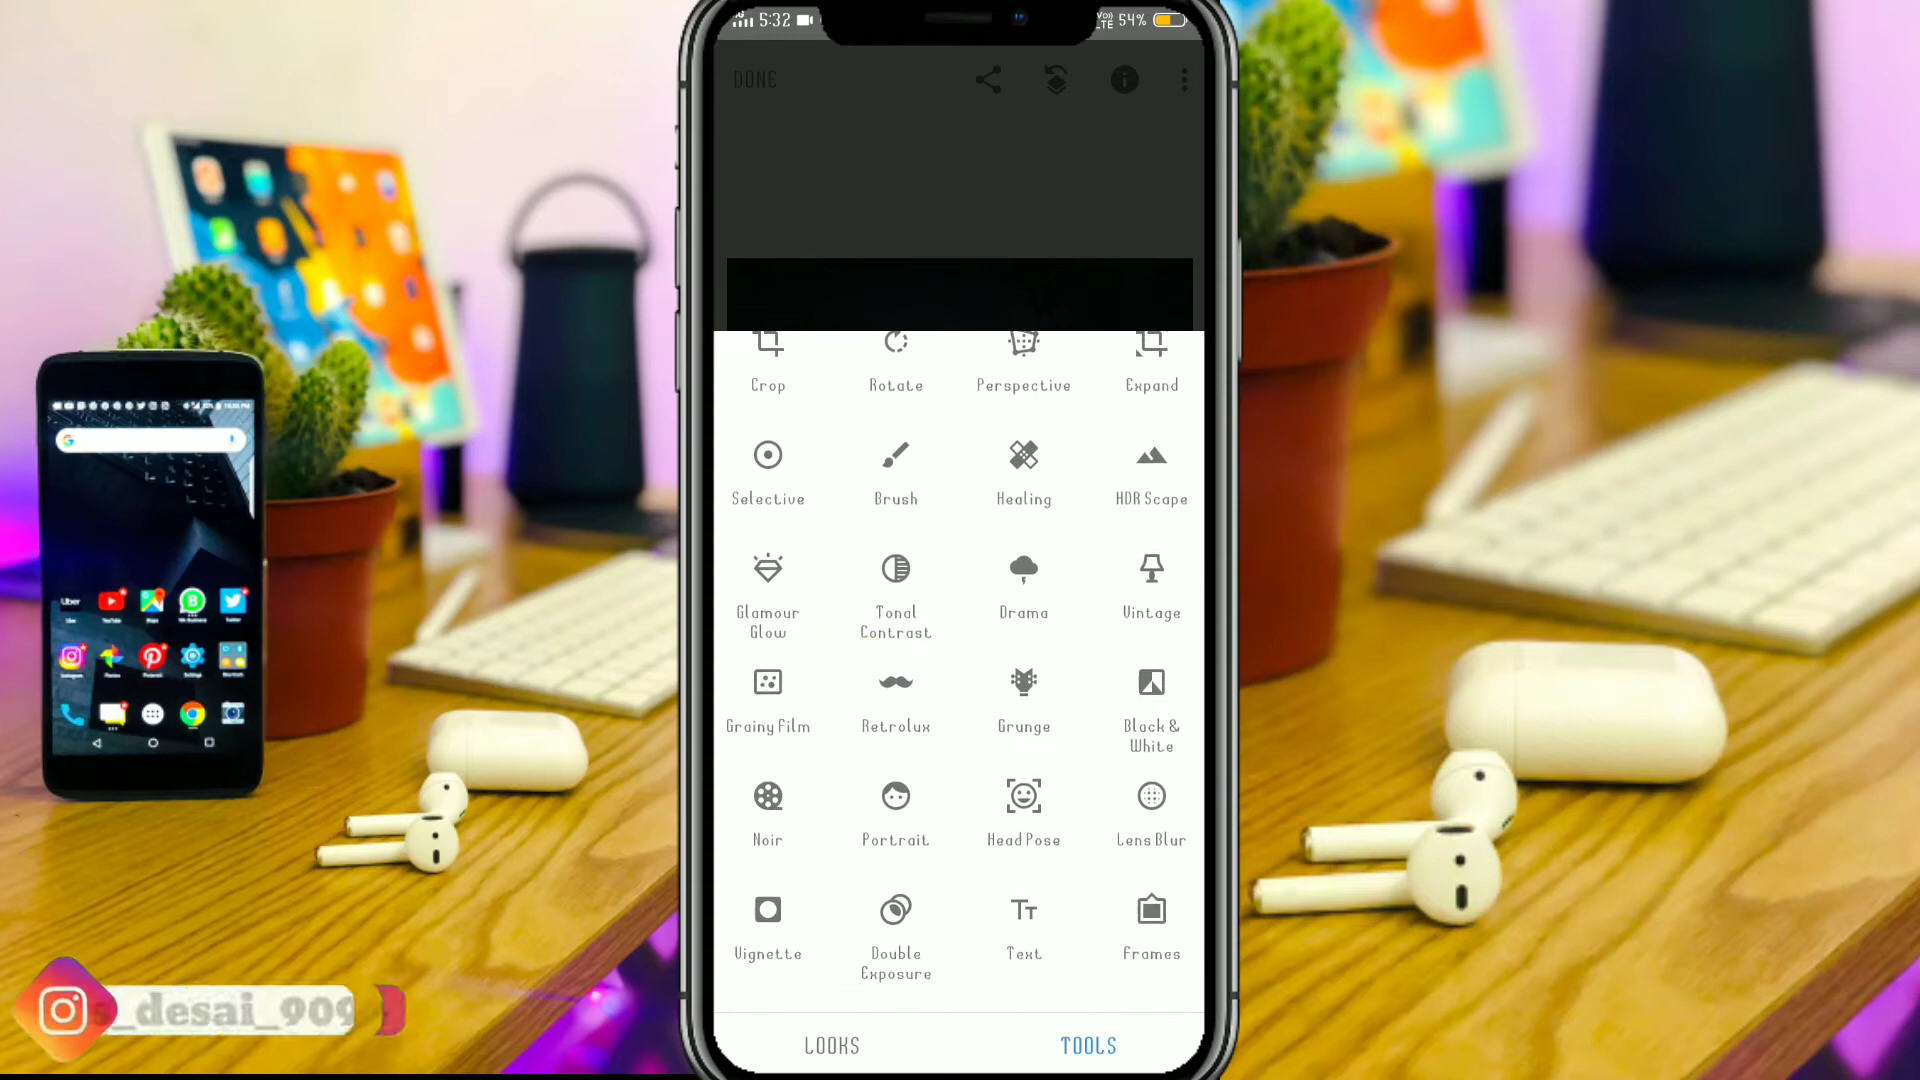 5:32
54%
DONE
Crop Rotate Perspective Expand
Selective Brush Healing HDR Scape
Glamour Glow Tonal Contrast Drama Vintage
Grainy Film Retrolux Grunge Black & White
Noir Portrait Head Pose Lens Blur
Vignette Double Exposure Text Frames
LOOKS TOOLS
_desai_909